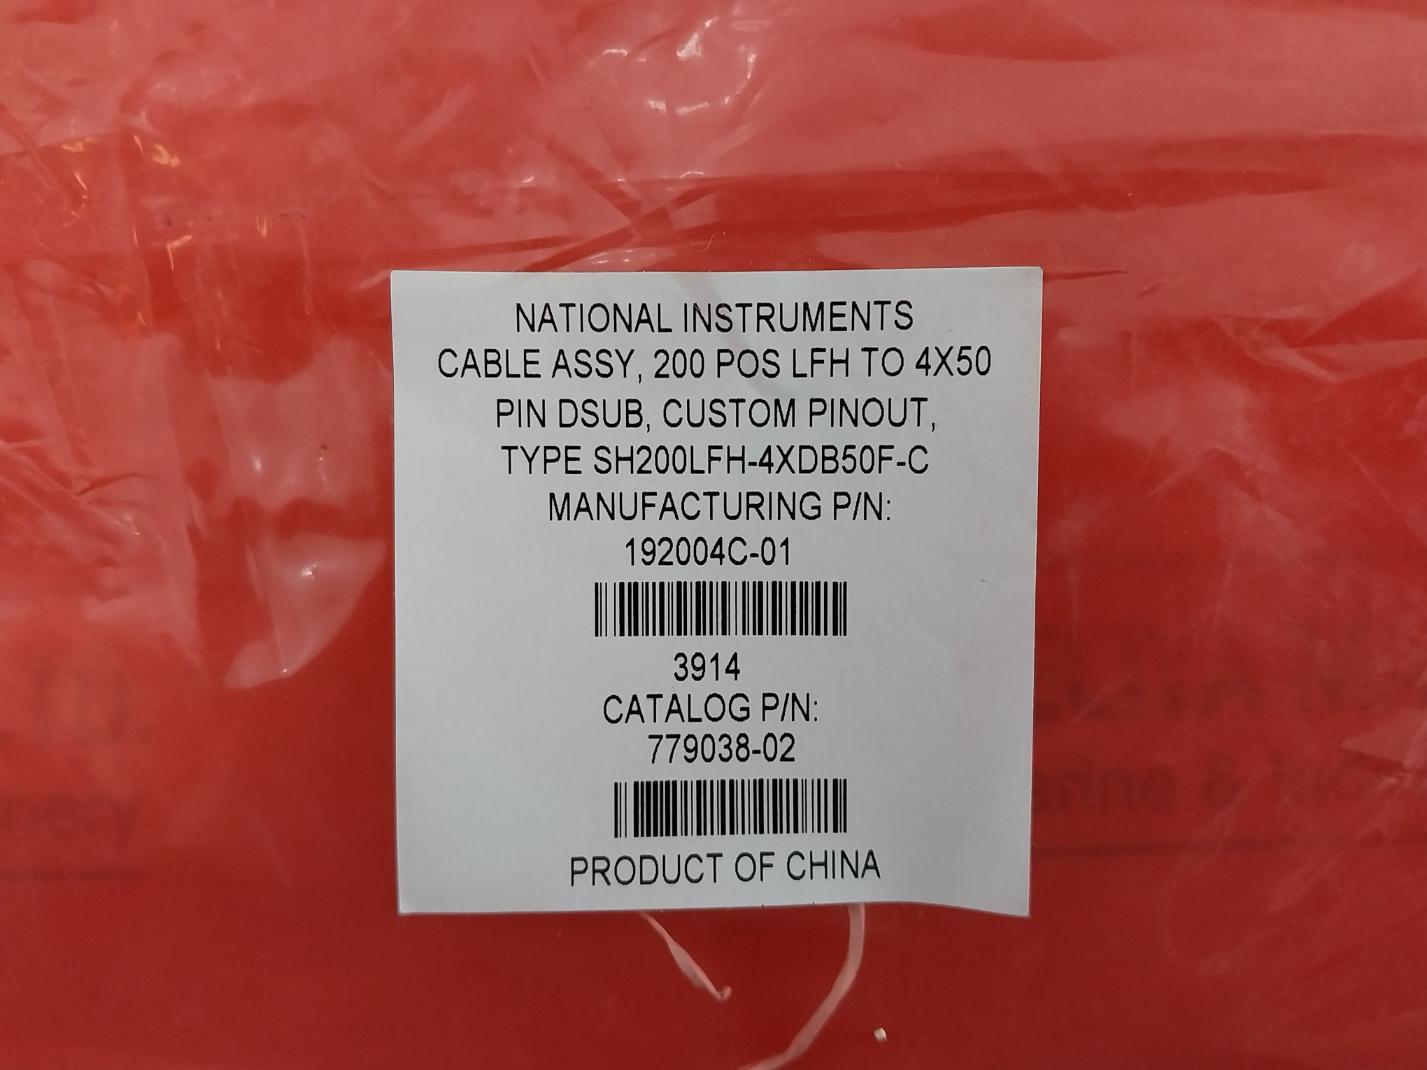 NATIONAL INSTRUMENTS
CABLE ASSY, 200 POS LFH TO 4X50
PIN DSUB, CUSTOM PINOUT,
TYPE SH200LFH-4XDB50F-C
MANUFACTURING P/N:
192004C-01
3914
CATALOG P/N:
779038-02
PRODUCT OF CHINA